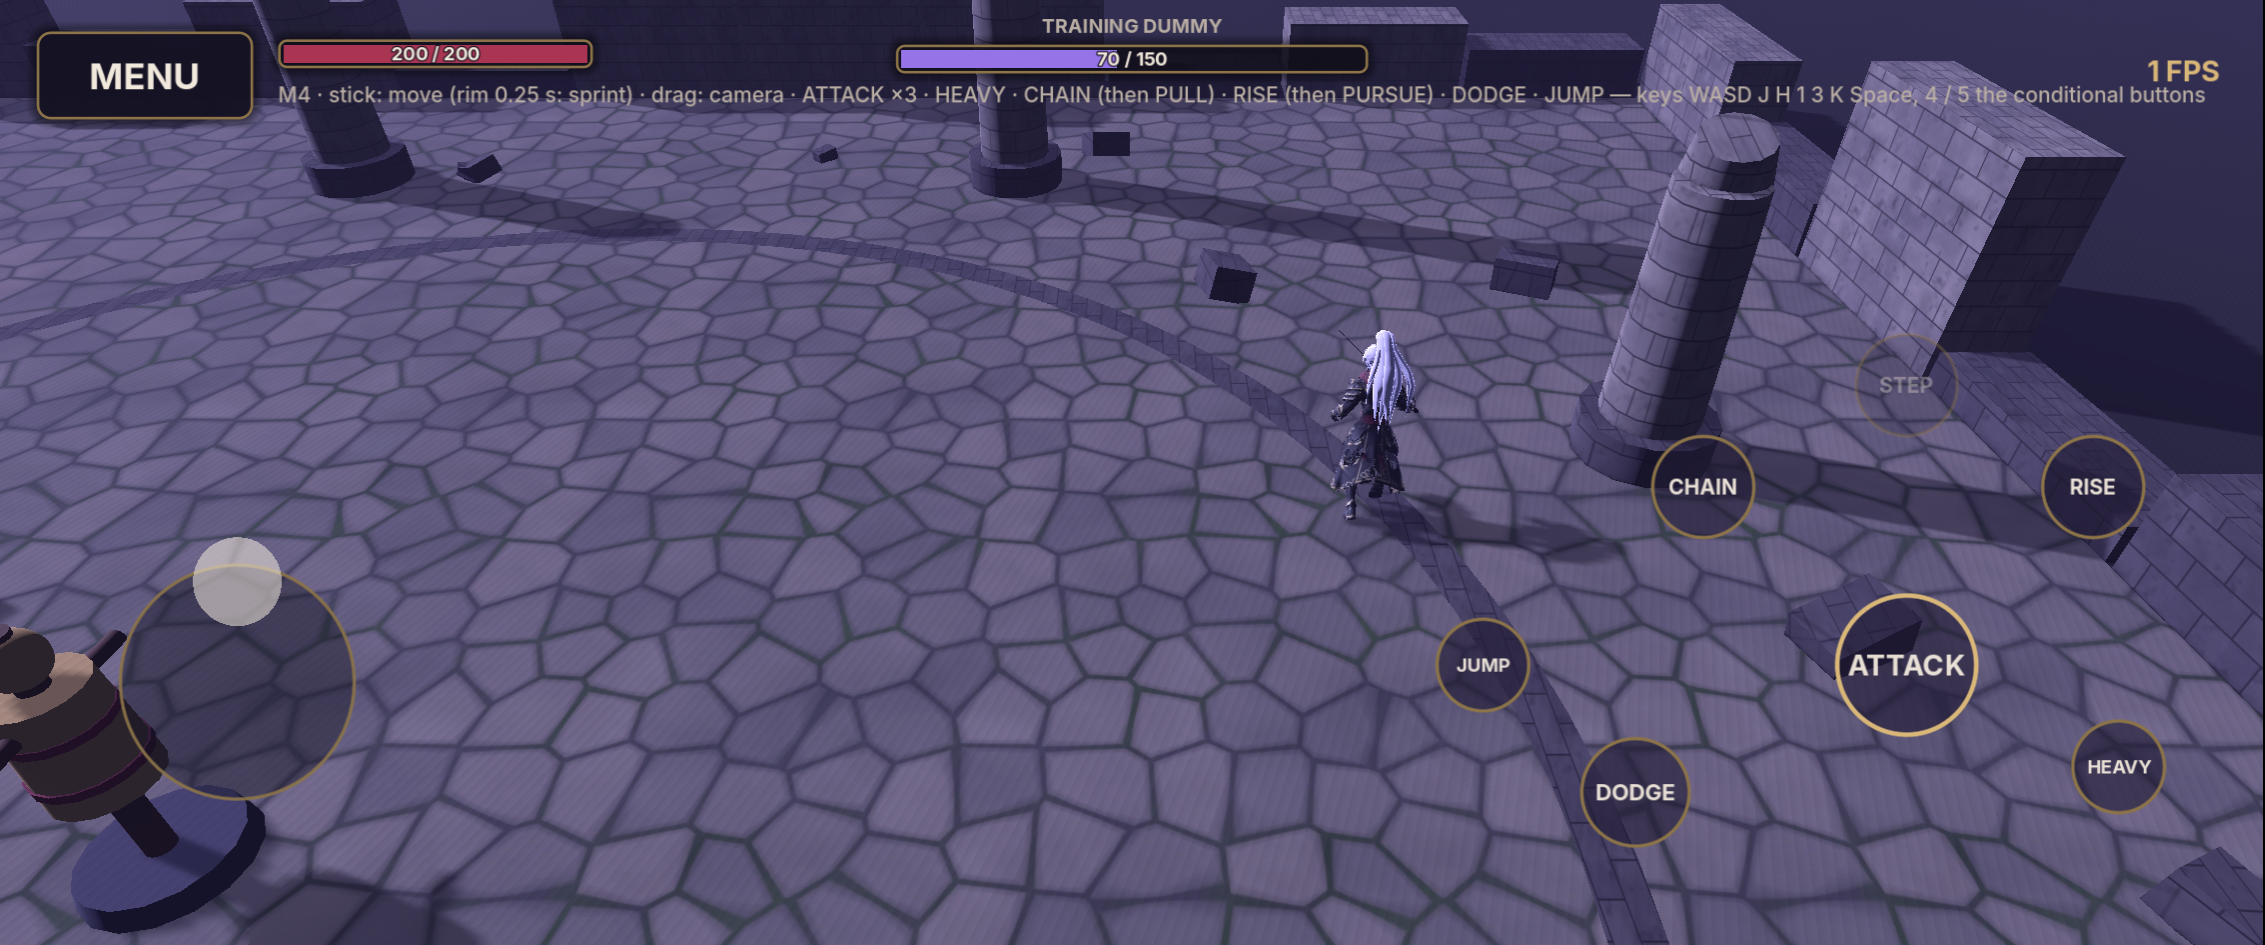 TRAINING DUMMY
MENU
200 / 200
70 / 150
1 FPS
M4 · stick: move (rim 0.25 s: sprint) · drag: camera · ATTACK ×3 · HEAVY · CHAIN (then PULL) · RISE (then PURSUE) · DODGE · JUMP — keys WASD J H 1 3 K Space, 4 / 5 the conditional buttons
STEP
CHAIN
RISE
JUMP
ATTACK
HEAVY
DODGE